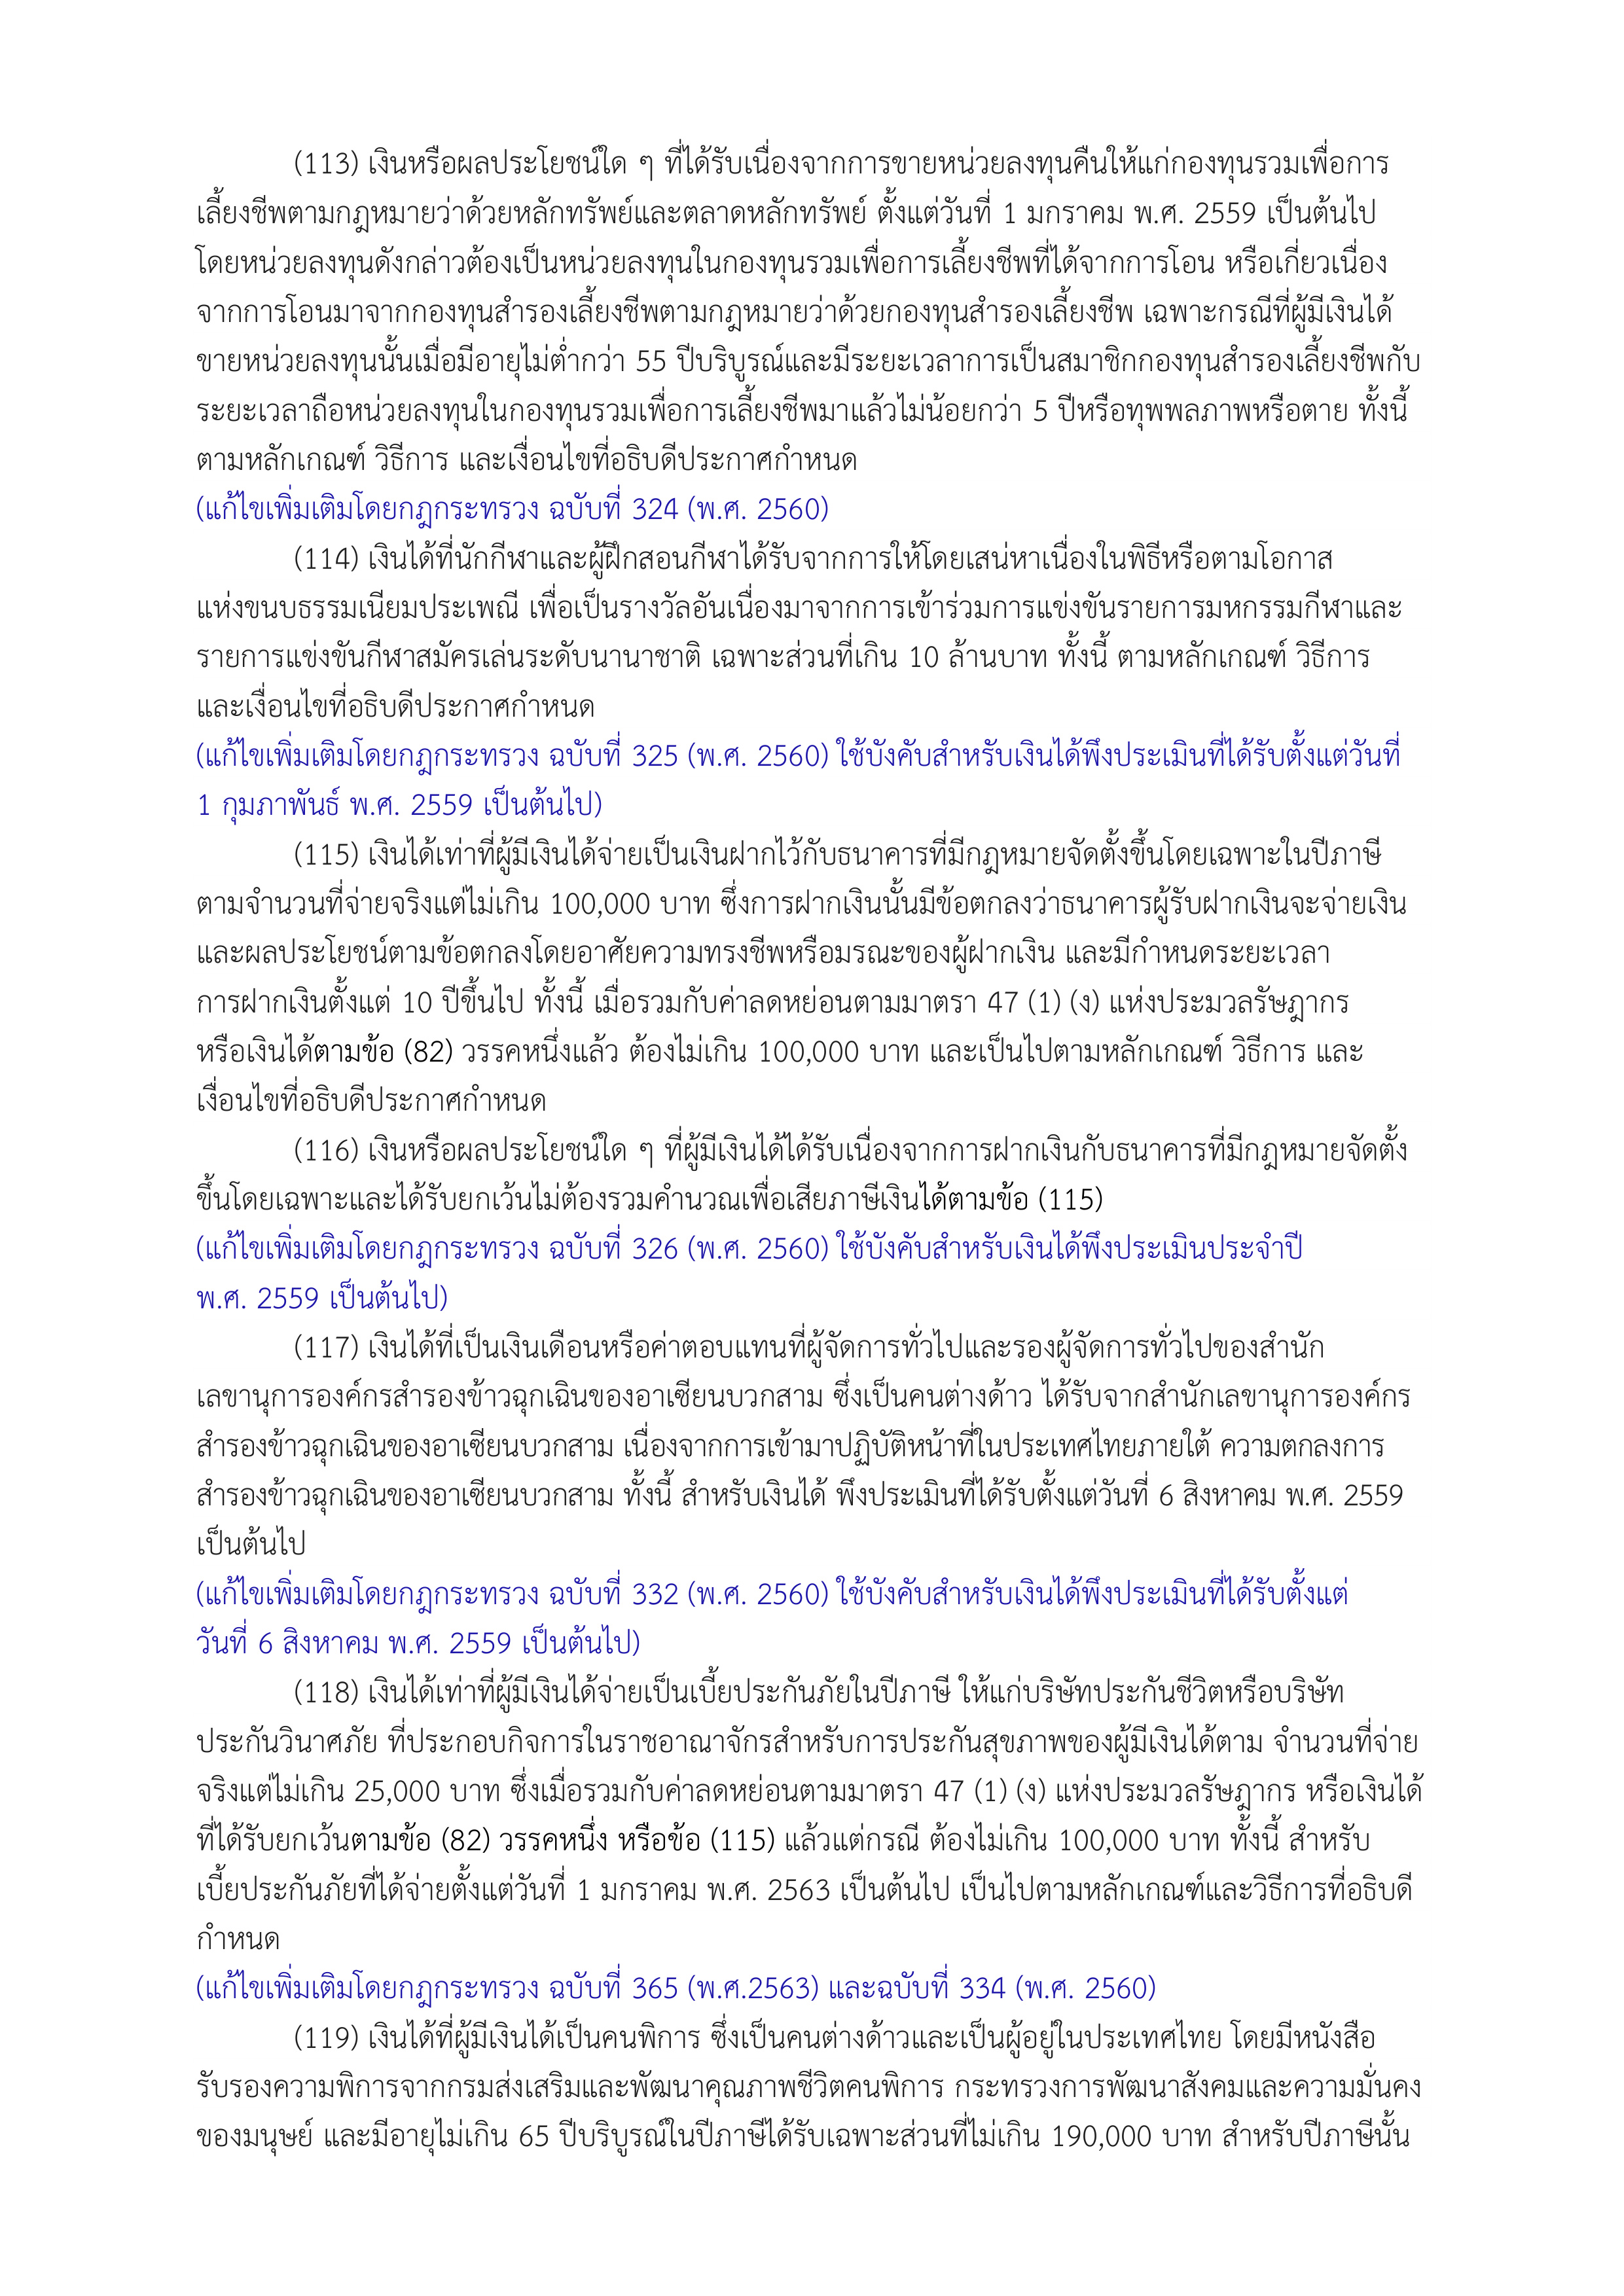 (113) เงินหรือผลประโยชน์ใด ๆ ที่ได้รับเนื่องจากการขายหน่วยลงทุนคืนให้แก่กองทุนรวมเพื่อการ
เลี้ยงชีพตามกฎหมายว่าด้วยหลักทรัพย์และตลาดหลักทรัพย์ ตั้งแต่วันที่ 1 มกราคม พ.ศ. 2559 เป็นต้นไป
โดยหน่วยลงทุนดังกล่าวต้องเป็นหน่วยลงทุนในกองทุนรวมเพื่อการเลี้ยงชีพที่ได้จากการโอน หรือเกี่ยวเนื่อง
จากการโอนมาจากกองทุนสำรองเลี้ยงชีพตามกฎหมายว่าด้วยกองทุนสำรองเลี้ยงชีพ เฉพาะกรณีที่ผู้มีเงินได้
ขายหน่วยลงทุนนั้นเมื่อมีอายุไม่ต่ำกว่า 55 ปีบริบูรณ์และมีระยะเวลาการเป็นสมาชิกกองทุนสำรองเลี้ยงชีพกับ
ระยะเวลาถือหน่วยลงทุนในกองทุนรวมเพื่อการเลี้ยงชีพมาแล้วไม่น้อยกว่า 5 ปีหรือทุพพลภาพหรือตาย ทั้งนี้
ตามหลักเกณฑ์ วิธีการ และเงื่อนไขที่อธิบดีประกาศกำหนด
(แก้ไขเพิ่มเติมโดยกฎกระทรวง ฉบับที่ 324 (พ.ศ. 2560)
(114) เงินได้ที่นักกีฬาและผู้ฝึกสอนกีฬาได้รับจากการให้โดยเสน่หาเนื่องในพิธีหรือตามโอกาส
แห่งขนบธรรมเนียมประเพณี เพื่อเป็นรางวัลอันเนื่องมาจากการเข้าร่วมการแข่งขันรายการมหกรรมกีฬาและ
รายการแข่งขันกีฬาสมัครเล่นระดับนานาชาติ เฉพาะส่วนที่เกิน 10 ล้านบาท ทั้งนี้ ตามหลักเกณฑ์ วิธีการ
และเงื่อนไขที่อธิบดีประกาศกำหนด
(แก้ไขเพิ่มเติมโดยกฎกระทรวง ฉบับที่ 325 (พ.ศ. 2560) ใช้บังคับสำหรับเงินได้พึงประเมินที่ได้รับตั้งแต่วันที่
1 กุมภาพันธ์ พ.ศ. 2559 เป็นต้นไป)
(115) เงินได้เท่าที่ผู้มีเงินได้จ่ายเป็นเงินฝากไว้กับธนาคารที่มีกฎหมายจัดตั้งขึ้นโดยเฉพาะในปีภาษี
ตามจำนวนที่จ่ายจริงแต่ไม่เกิน 100,000 บาท ซึ่งการฝากเงินนั้นมีข้อตกลงว่าธนาคารผู้รับฝากเงินจะจ่ายเงิน
และผลประโยชน์ตามข้อตกลงโดยอาศัยความทรงชีพหรือมรณะของผู้ฝากเงิน และมีกำหนดระยะเวลา
การฝากเงินตั้งแต่ 10 ปีขึ้นไป ทั้งนี้ เมื่อรวมกับค่าลดหย่อนตามมาตรา 47 (1) (ง) แห่งประมวลรัษฎากร
หรือเงินได้ตามข้อ (82) วรรคหนึ่งแล้ว ต้องไม่เกิน 100,000 บาท และเป็นไปตามหลักเกณฑ์ วิธีการ และ
เงื่อนไขที่อธิบดีประกาศกำหนด
(116) เงินหรือผลประโยชน์ใด ๆ ที่ผู้มีเงินได้ได้รับเนื่องจากการฝากเงินกับธนาคารที่มีกฎหมายจัดตั้ง
ขึ้นโดยเฉพาะและได้รับยกเว้นไม่ต้องรวมคำนวณเพื่อเสียภาษีเงินได้ตามข้อ (115)
(แก้ไขเพิ่มเติมโดยกฎกระทรวง ฉบับที่ 326 (พ.ศ. 2560) ใช้บังคับสำหรับเงินได้พึงประเมินประจำปี
พ.ศ. 2559 เป็นต้นไป)
(117) เงินได้ที่เป็นเงินเดือนหรือค่าตอบแทนที่ผู้จัดการทั่วไปและรองผู้จัดการทั่วไปของสำนัก
เลขานุการองค์กรสำรองข้าวฉุกเฉินของอาเซียนบวกสาม ซึ่งเป็นคนต่างด้าว ได้รับจากสำนักเลขานุการองค์กร
สำรองข้าวฉุกเฉินของอาเซียนบวกสาม เนื่องจากการเข้ามาปฏิบัติหน้าที่ในประเทศไทยภายใต้ ความตกลงการ
สำรองข้าวฉุกเฉินของอาเซียนบวกสาม ทั้งนี้ สำหรับเงินได้ พึงประเมินที่ได้รับตั้งแต่วันที่ 6 สิงหาคม พ.ศ. 2559
เป็นต้นไป
(แก้ไขเพิ่มเติมโดยกฎกระทรวง ฉบับที่ 332 (พ.ศ. 2560) ใช้บังคับสำหรับเงินได้พึงประเมินที่ได้รับตั้งแต่
วันที่ 6 สิงหาคม พ.ศ. 2559 เป็นต้นไป)
(118) เงินได้เท่าที่ผู้มีเงินได้จ่ายเป็นเบี้ยประกันภัยในปีภาษี ให้แก่บริษัทประกันชีวิตหรือบริษัท
ประกันวินาศภัย ที่ประกอบกิจการในราชอาณาจักรสำหรับการประกันสุขภาพของผู้มีเงินได้ตาม จำนวนที่จ่าย
จริงแต่ไม่เกิน 25,000 บาท ซึ่งเมื่อรวมกับค่าลดหย่อนตามมาตรา 47 (1) (ง) แห่งประมวลรัษฎากร หรือเงินได้
ที่ได้รับยกเว้นตามข้อ (82) วรรคหนึ่ง หรือข้อ (115) แล้วแต่กรณี ต้องไม่เกิน 100,000 บาท ทั้งนี้ สำหรับ
เบี้ยประกันภัยที่ได้จ่ายตั้งแต่วันที่ 1 มกราคม พ.ศ. 2563 เป็นต้นไป เป็นไปตามหลักเกณฑ์และวิธีการที่อธิบดี
กำหนด
(แก้ไขเพิ่มเติมโดยกฎกระทรวง ฉบับที่ 365 (พ.ศ.2563) และฉบับที่ 334 (พ.ศ. 2560)
(119) เงินได้ที่ผู้มีเงินได้เป็นคนพิการ ซึ่งเป็นคนต่างด้าวและเป็นผู้อยู่ในประเทศไทย โดยมีหนังสือ
รับรองความพิการจากกรมส่งเสริมและพัฒนาคุณภาพชีวิตคนพิการ กระทรวงการพัฒนาสังคมและความมั่นคง
ของมนุษย์ และมีอายุไม่เกิน 65 ปีบริบูรณ์ในปีภาษีได้รับเฉพาะส่วนที่ไม่เกิน 190,000 บาท สำหรับปีภาษีนั้น